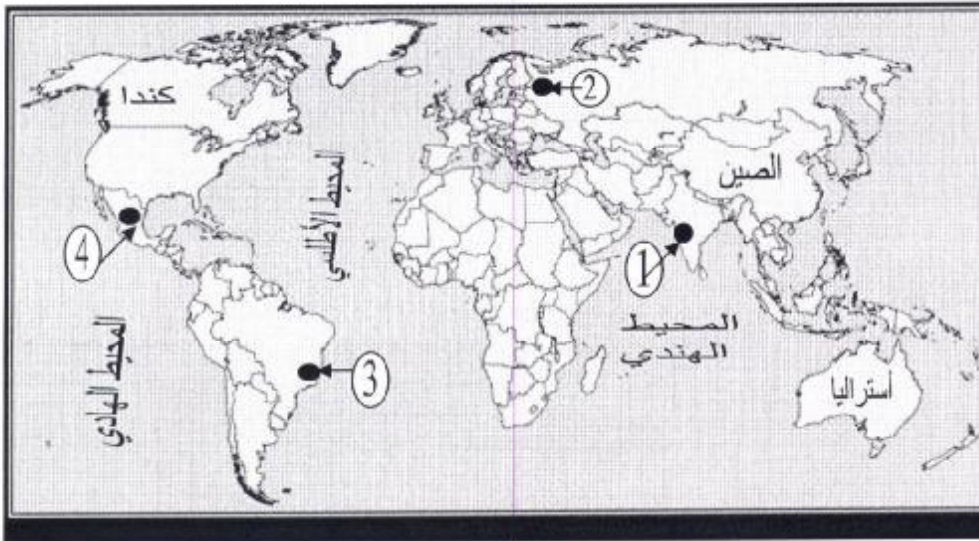 كندا
②
المحيط الأطلسي
الصين
④
①
المحيط
الهندي
③
المحيط الهادي
أستراليا